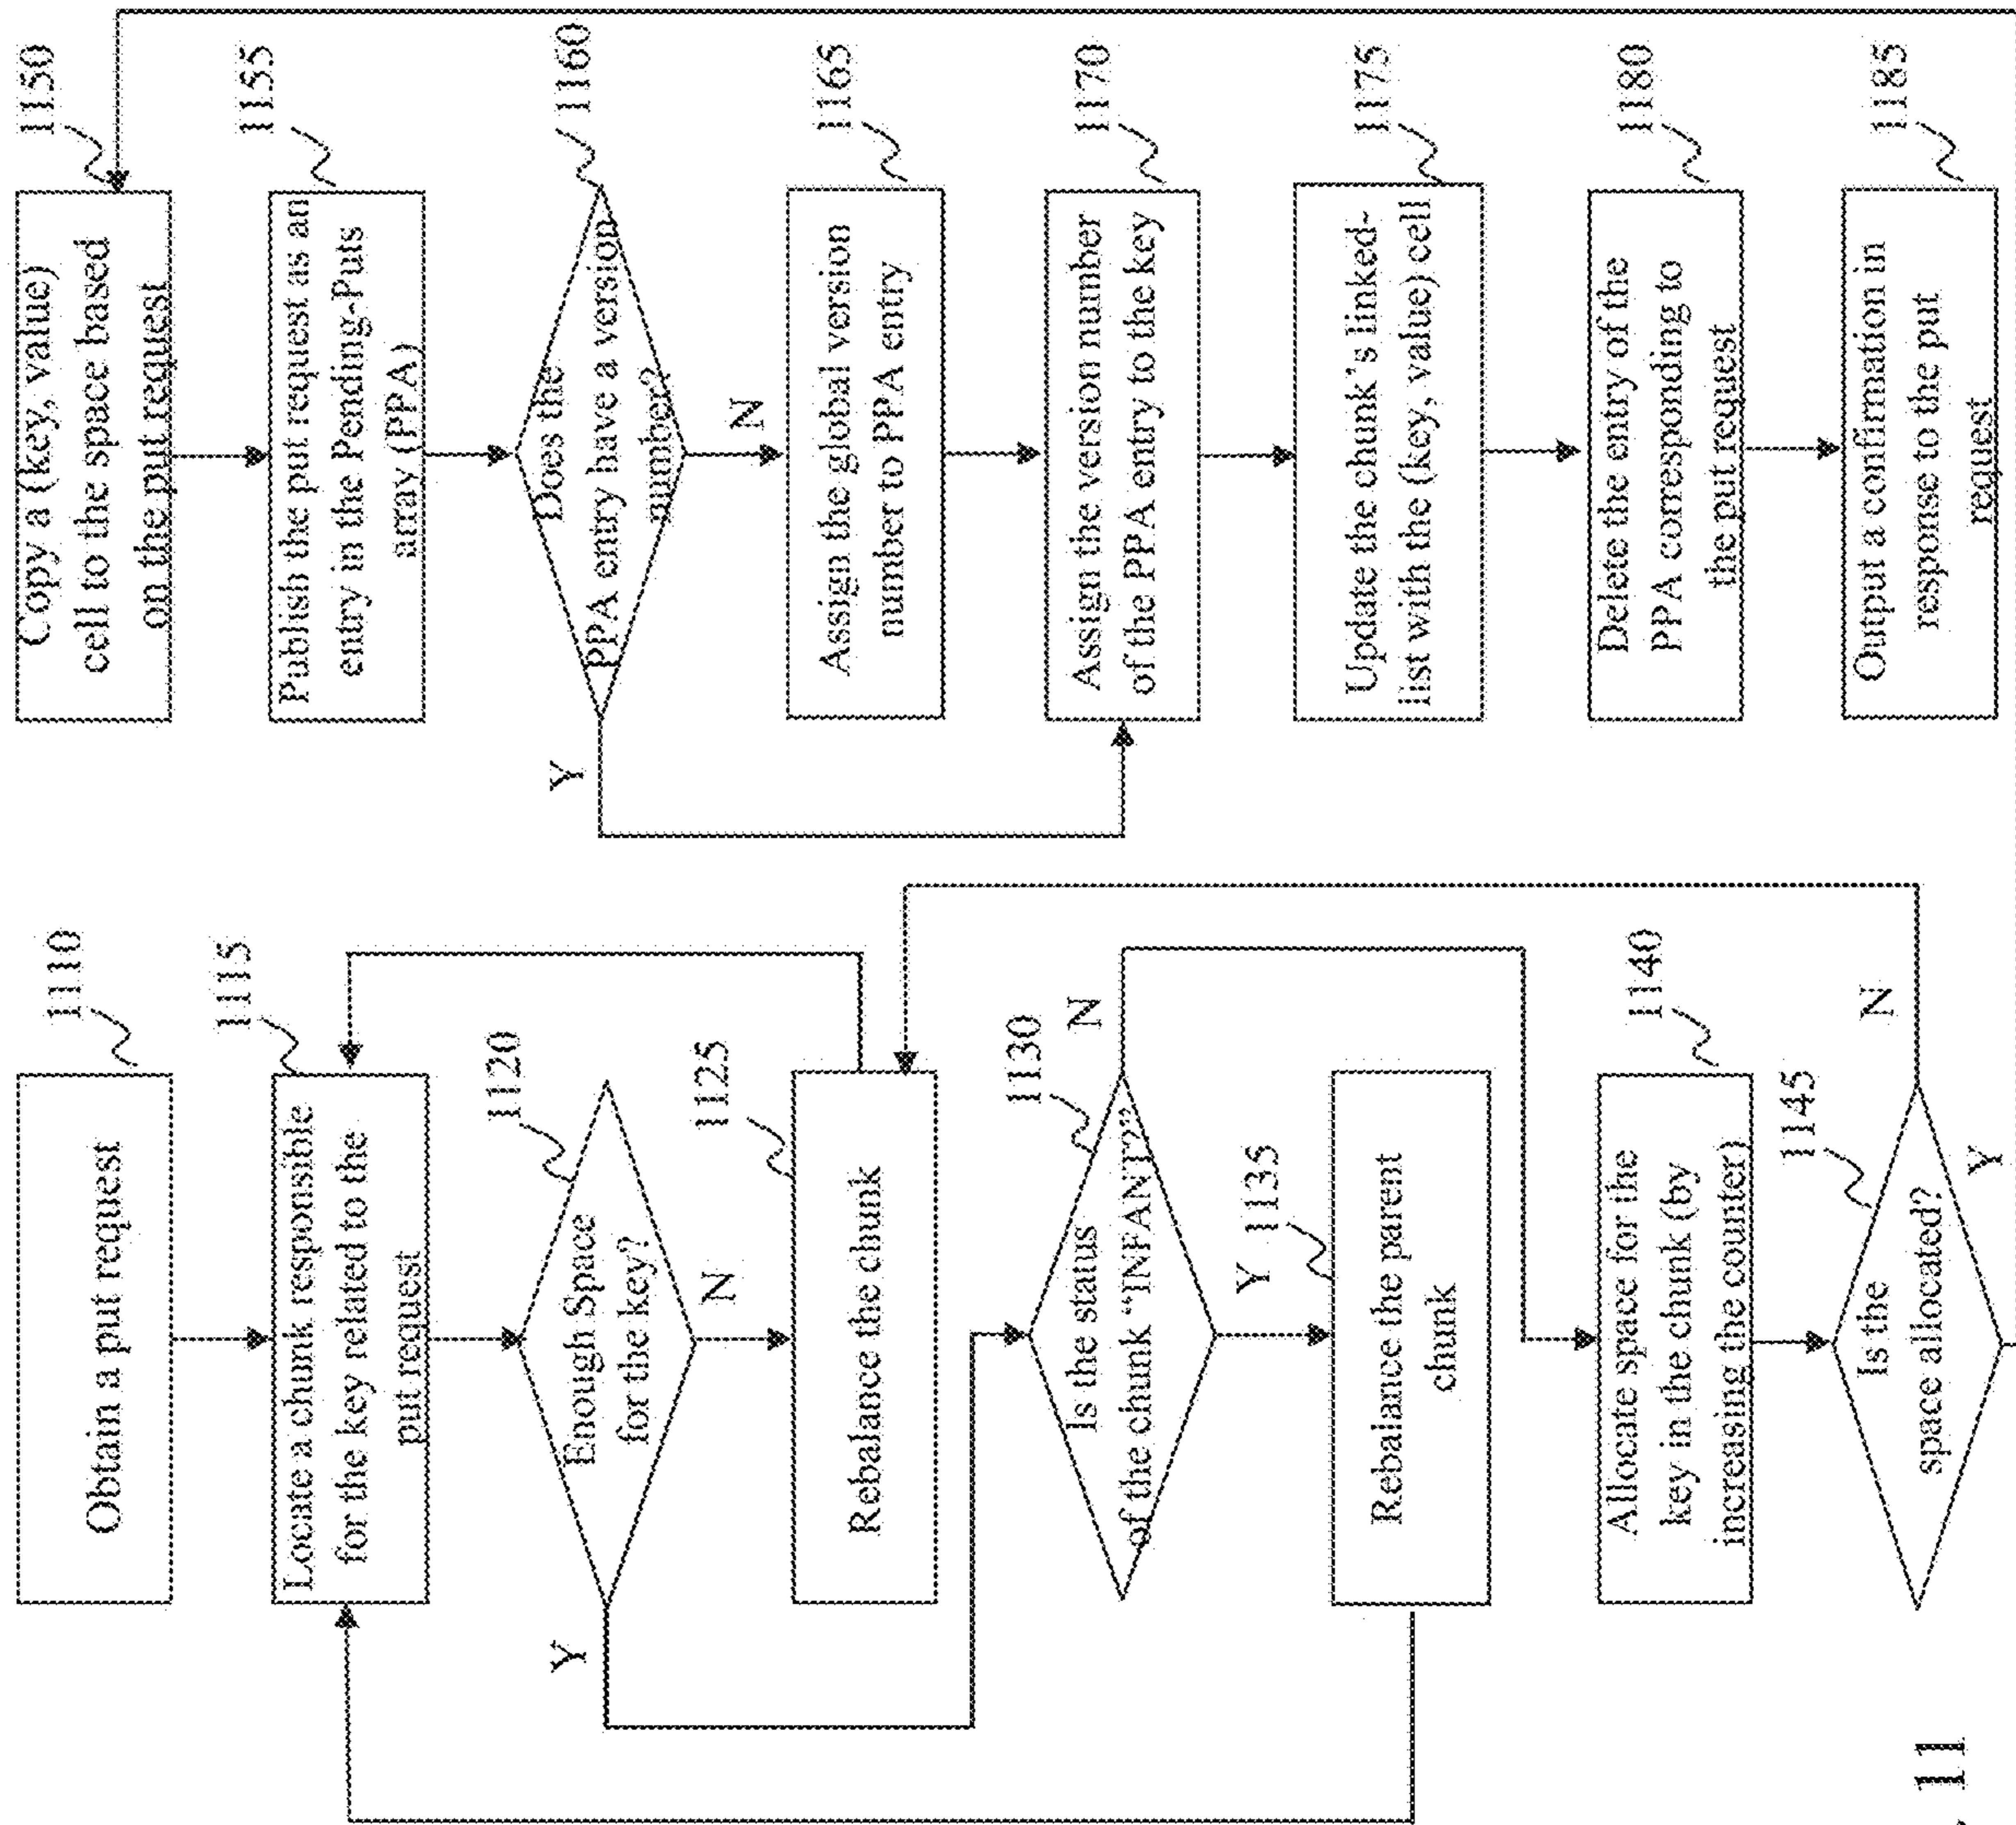 Obtain a put request
1110
Locate a chunk responsible
for the key related to the
put request
1115
Enough Space
for the key?
1120
Y
N
Rebalance the chunk
1125
Is the status
of the chunk "INFANT?"
1130
N
Y
Rebalance the parent
chunk
1135
Allocate space for the
key in the chunk (by
increasing the counter)
1140
Is the
space allocated?
1145
N
Y
Copy a (key, value)
cell to the space based
on the put request
1150
Publish the put request as an
entry in the Pending-Puts
array (PPA)
1155
Does the
PPA entry have a version
number?
1160
Y
N
Assign the global version
number to PPA entry
1165
Assign the version number
of the PPA entry to the key
1170
Update the chunk's linked-
list with the (key, value) cell
1175
Delete the entry of the
PPA corresponding to
the put request
1180
Output a confirmation in
response to the put
request
1185
11